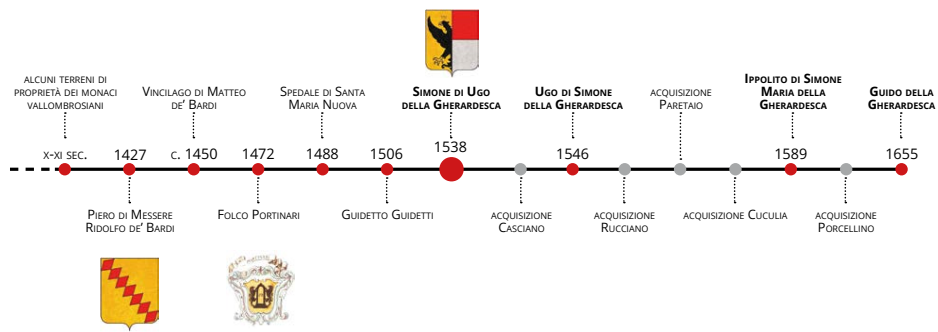 ALCUNI TERRENI DI
PROPRIETÀ DEI MONACI
VALLOMBROSIANI
VINCILAGO DI MATTEO
DE' BARDI
SPEDALE DI SANTA
MARIA NUOVA
SIMONE DI UGO
DELLA GHERARDESCA
UGO DI SIMONE
DELLA GHERARDESCA
ACQUISIZIONE
PARETAIO
IPPOLITO DI SIMONE
MARIA DELLA
GHERARDESCA
GUIDO DELLA
GHERARDESCA
X-XI SEC.
1427
C. 1450
1472
1488
1506
1538
1546
1589
1655
PIERO DI MESSERE
RIDOLFO DE' BARDI
FOLCO PORTINARI
GUIDETTO GUIDETTI
ACQUISIZIONE
CASCIANO
ACQUISIZIONE
RUCCIANO
ACQUISIZIONE CUCULIA
ACQUISIZIONE
PORCELLINO